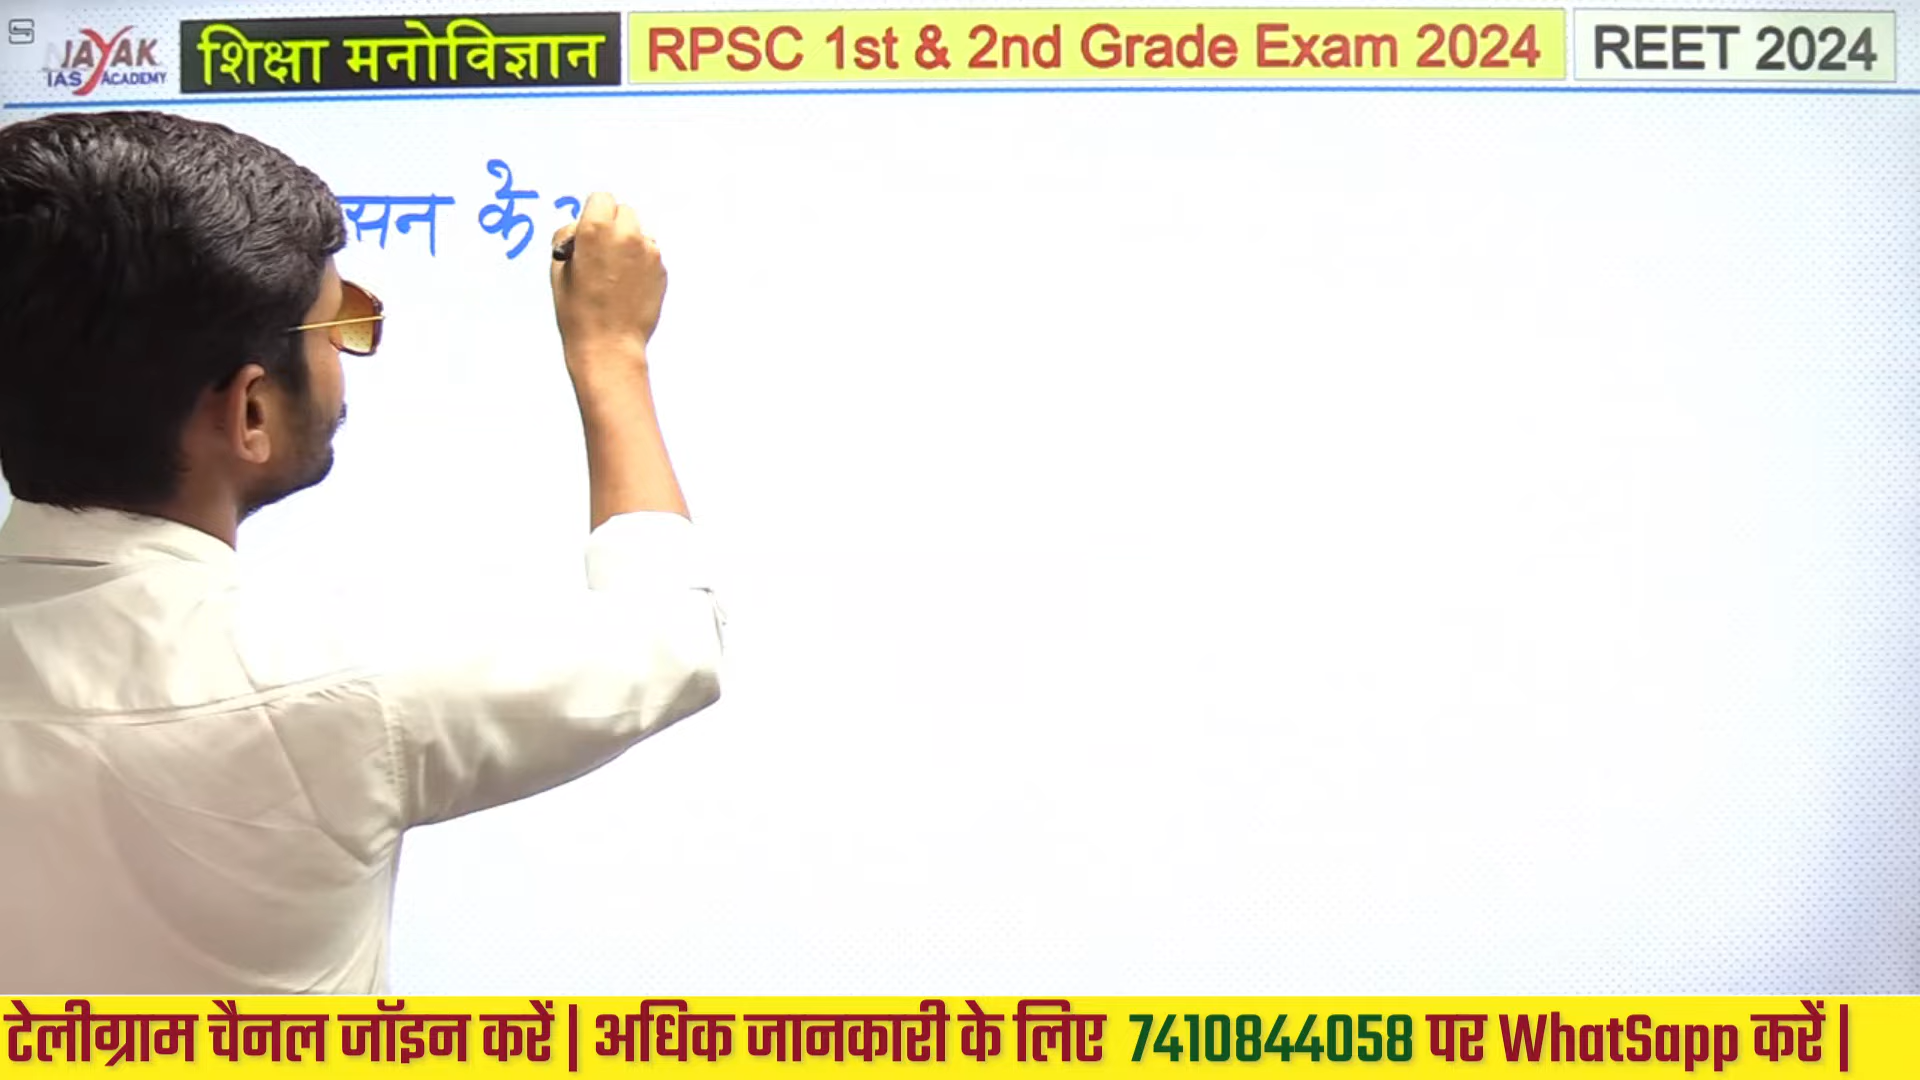 NAYAK
IAS ACADEMY
शिक्षा मनोविज्ञान
RPSC 1st & 2nd Grade Exam 2024
REET 2024
के
टेलीग्राम चैनल जॉइन करें | अधिक जानकारी के लिए 7410844058 पर WhatSapp करें |